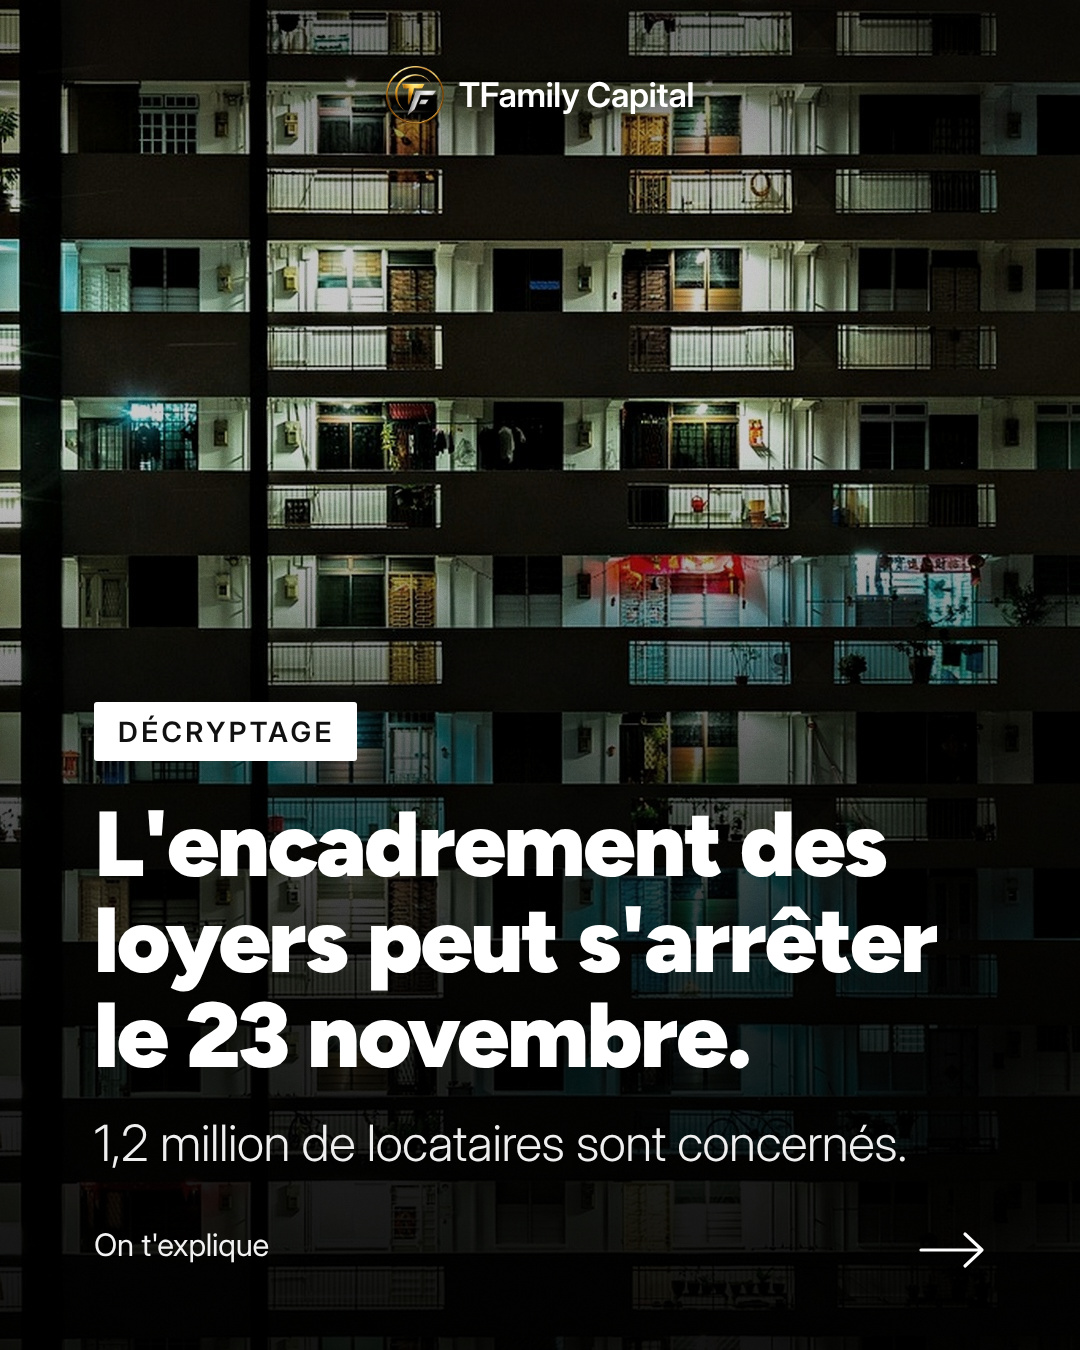 TFamily Capital
DÉCRYPTAGE
L'encadrement des
loyers peut s'arrêter
le 23 novembre.
1,2 million de locataires sont concernés.
On t'explique